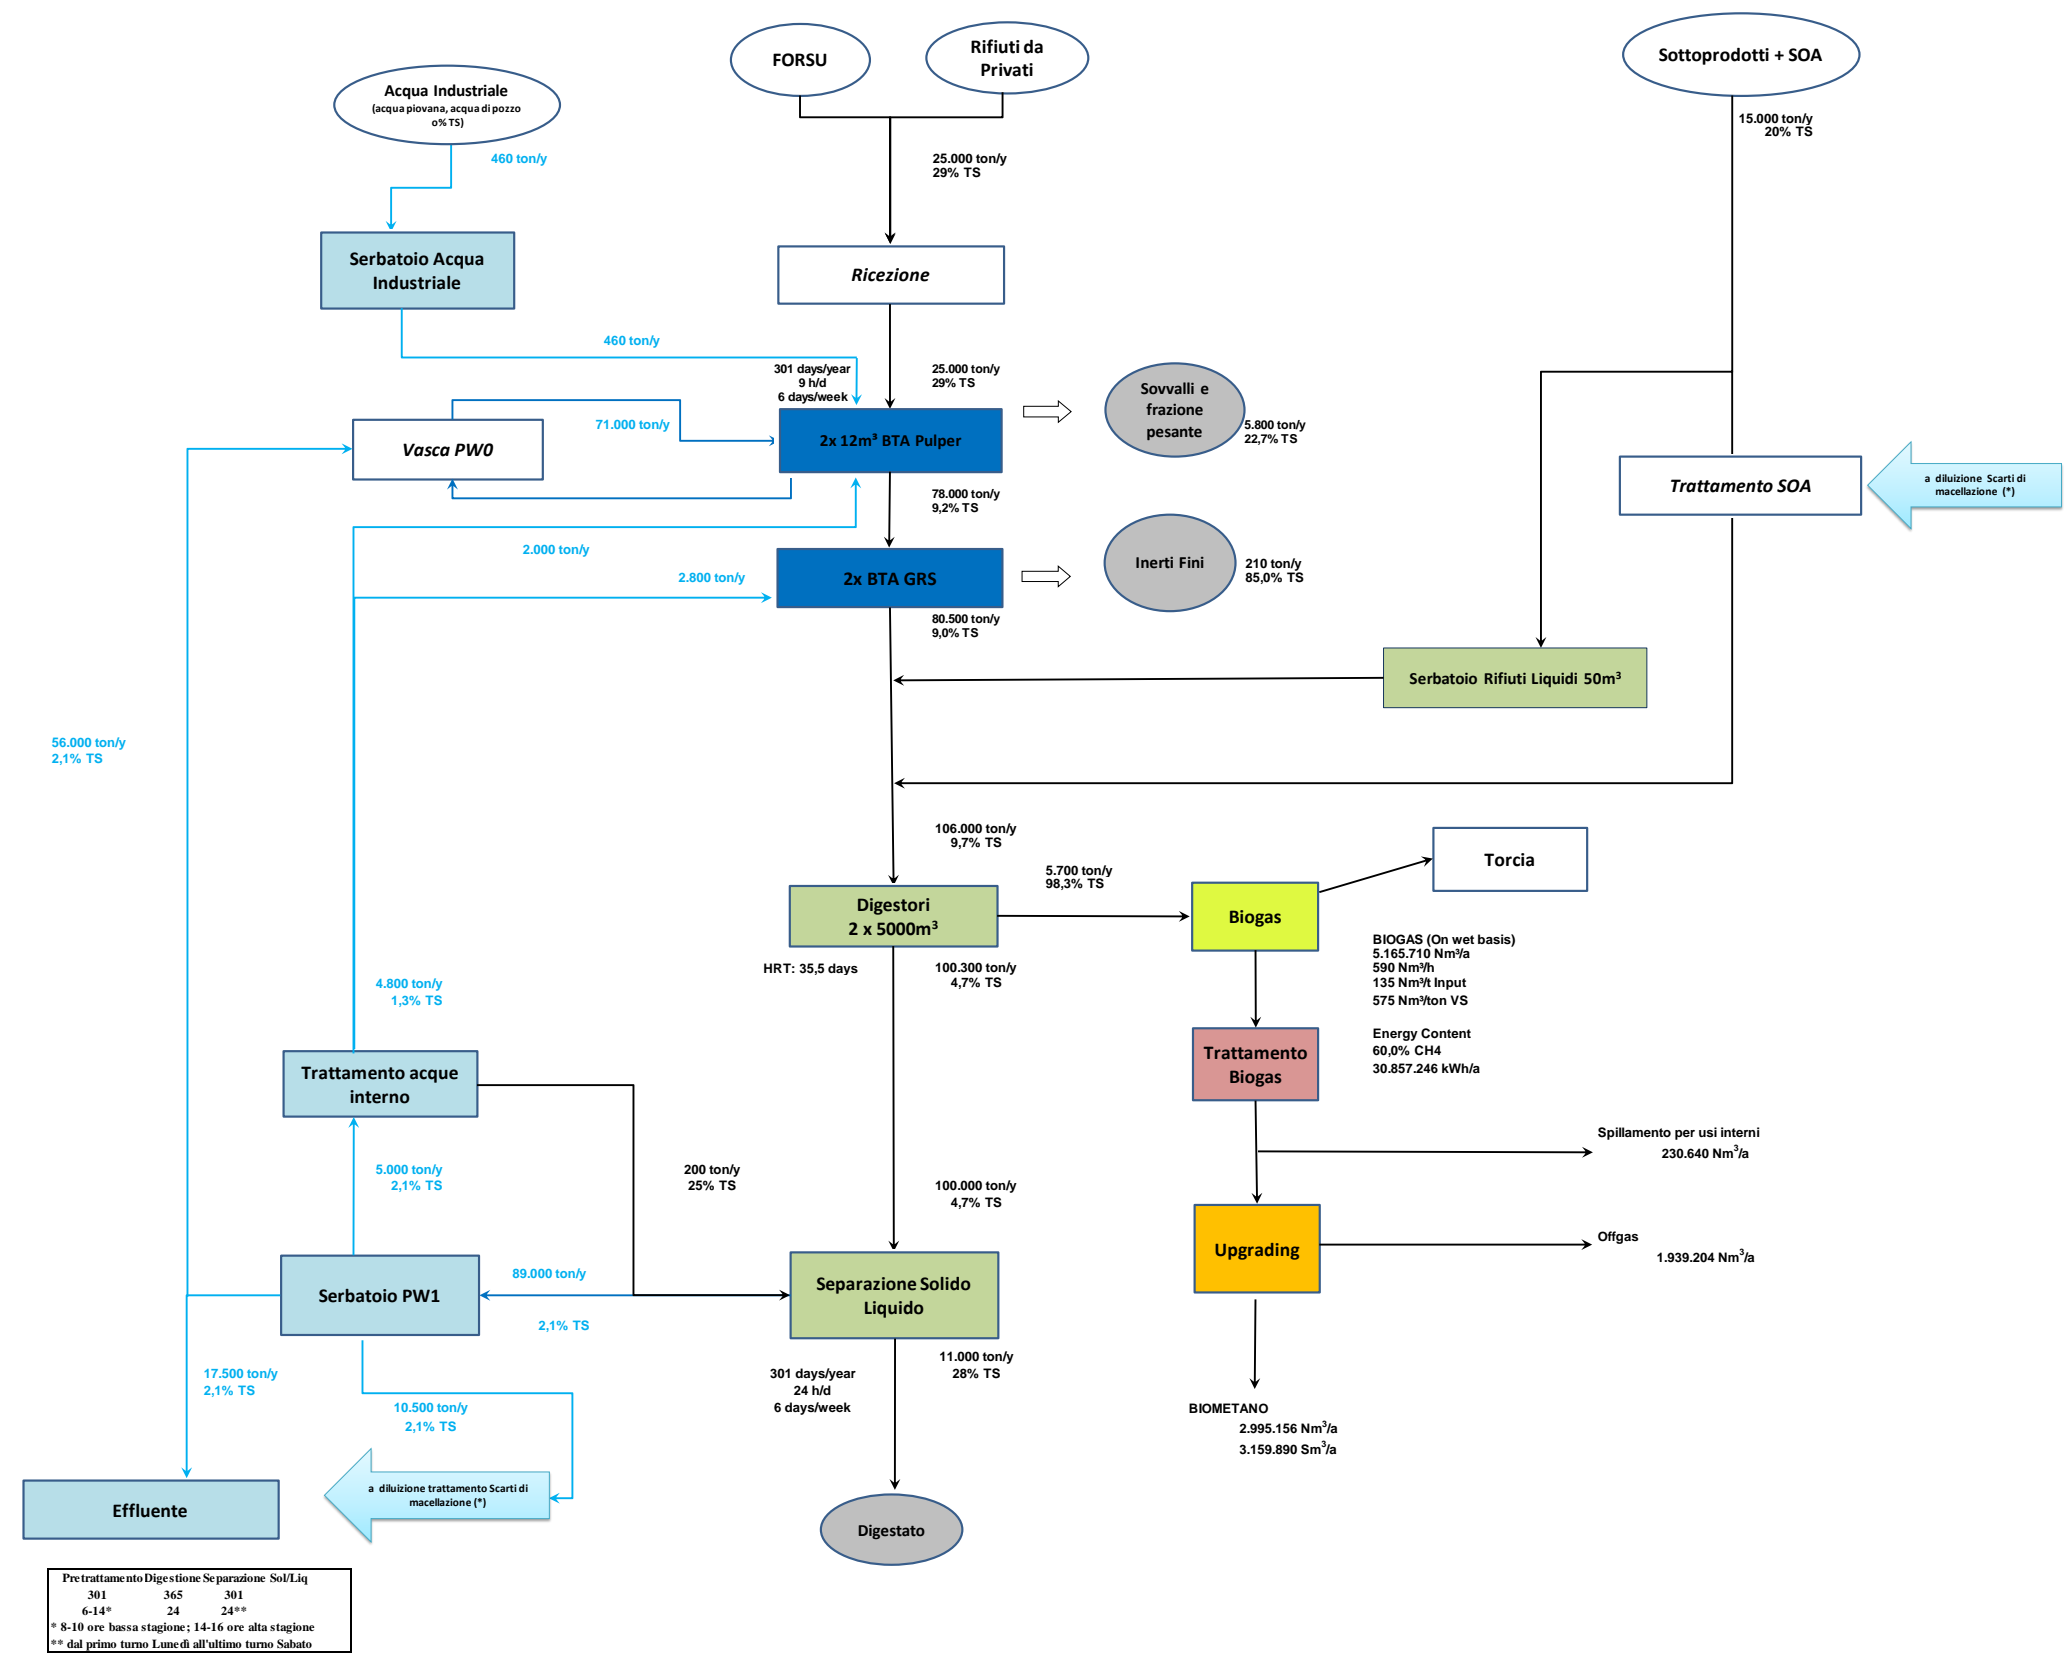 FORSU
Rifiuti da
Privati
Sottoprodotti + SOA
Acqua Industriale
(acqua piovana, acqua di pozzo
0% TS)
15.000 ton/y
20% TS
460 ton/y
25.000 ton/y
29% TS
Serbatoio Acqua
Industriale
Ricezione
460 ton/y
301 days/year
9 h/d
6 days/week
25.000 ton/y
29% TS
Sovvalli e
frazione
pesante
5.800 ton/y
22,7% TS
71.000 ton/y
Vasca PW0
2x 12m³ BTA Pulper
Trattamento SOA
a diluizione Scarti di
macellazione (*)
78.000 ton/y
9,2% TS
2.000 ton/y
2.800 ton/y
2x BTA GRS
Inerti Fini
210 ton/y
85,0% TS
80.500 ton/y
9,0% TS
Serbatoio Rifiuti Liquidi 50m³
56.000 ton/y
2,1% TS
106.000 ton/y
9,7% TS
5.700 ton/y
98,3% TS
Torcia
Digestori
2 x 5000m³
Biogas
HRT: 35,5 days
100.300 ton/y
4,7% TS
BIOGAS (On wet basis)
5.165.710 Nm³/a
590 Nm³/h
135 Nm³/t Input
575 Nm³/ton VS
4.800 ton/y
1,3% TS
Energy Content
60,0% CH4
30.857.246 kWh/a
Trattamento acque
interno
Trattamento
Biogas
Spillamento per usi interni
230.640 Nm³/a
5.000 ton/y
2,1% TS
200 ton/y
25% TS
100.000 ton/y
4,7% TS
Upgrading
Offgas
1.939.204 Nm³/a
Serbatoio PW1
89.000 ton/y
2,1% TS
Separazione Solido
Liquido
17.500 ton/y
2,1% TS
10.500 ton/y
2,1% TS
301 days/year
24 h/d
6 days/week
11.000 ton/y
28% TS
BIOMETANO
2.995.156 Nm³/a
3.159.890 Sm³/a
Effluente
a diluizione trattamento Scarti di
macellazione (*)
Digestato
Pretrattamento Digestione Separazione Sol/Liq
301 365 301
6-14* 24 24**
* 8-10 ore bassa stagione; 14-16 ore alta stagione
** dal primo turno Lunedì all'ultimo turno Sabato